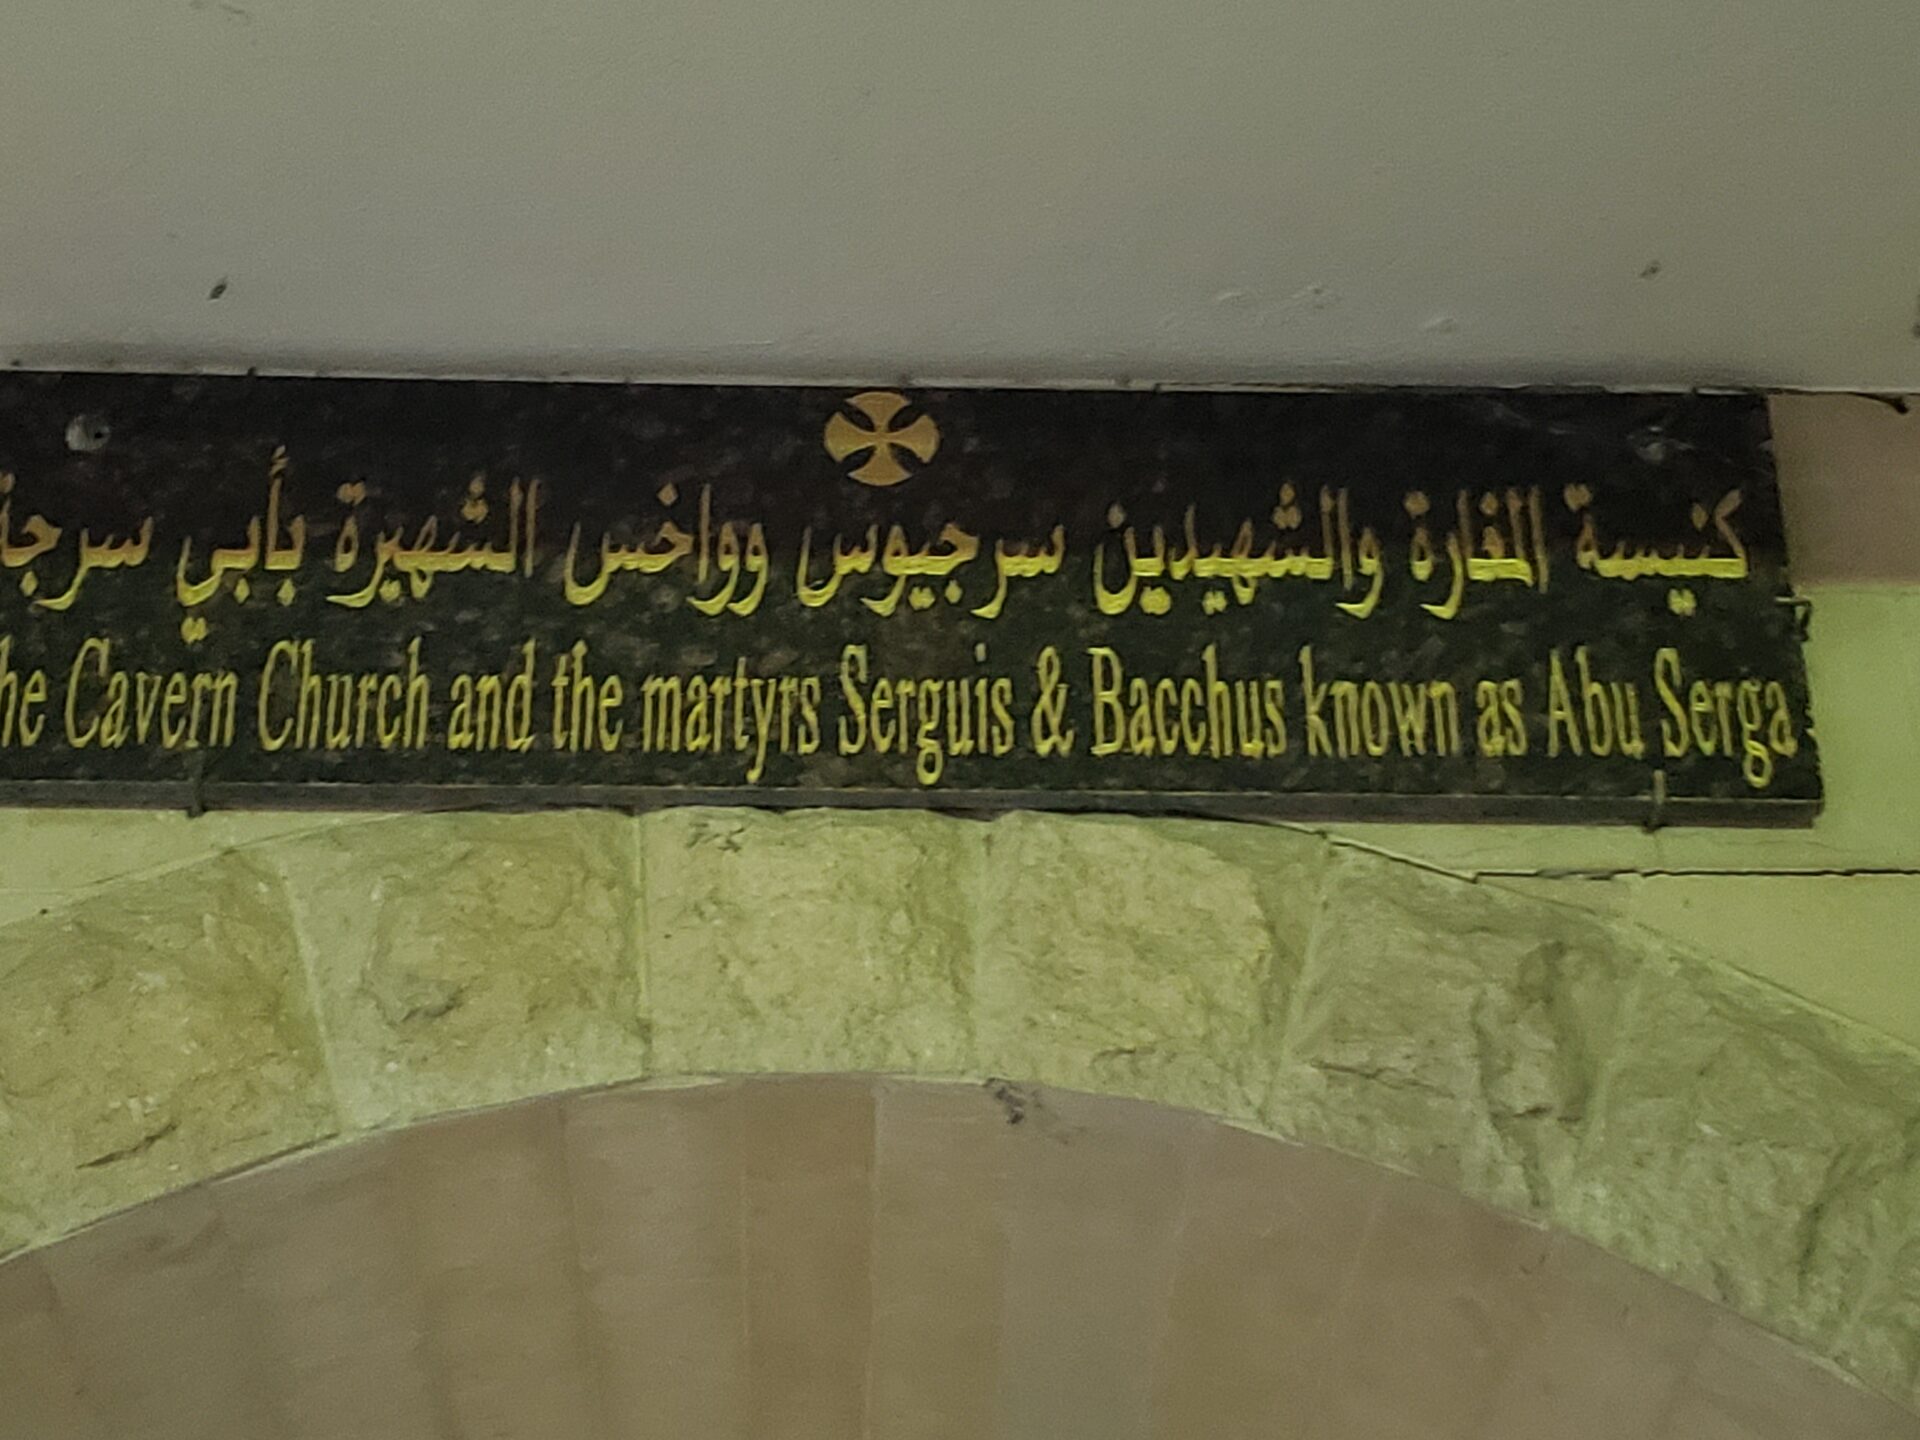 كنيسة المغارة والشهيدين سرجيوس وواخس الشهيرة بأبي سرجة
he Cavern Church and the martyrs Serguis & Bacchus known as Abu Serga